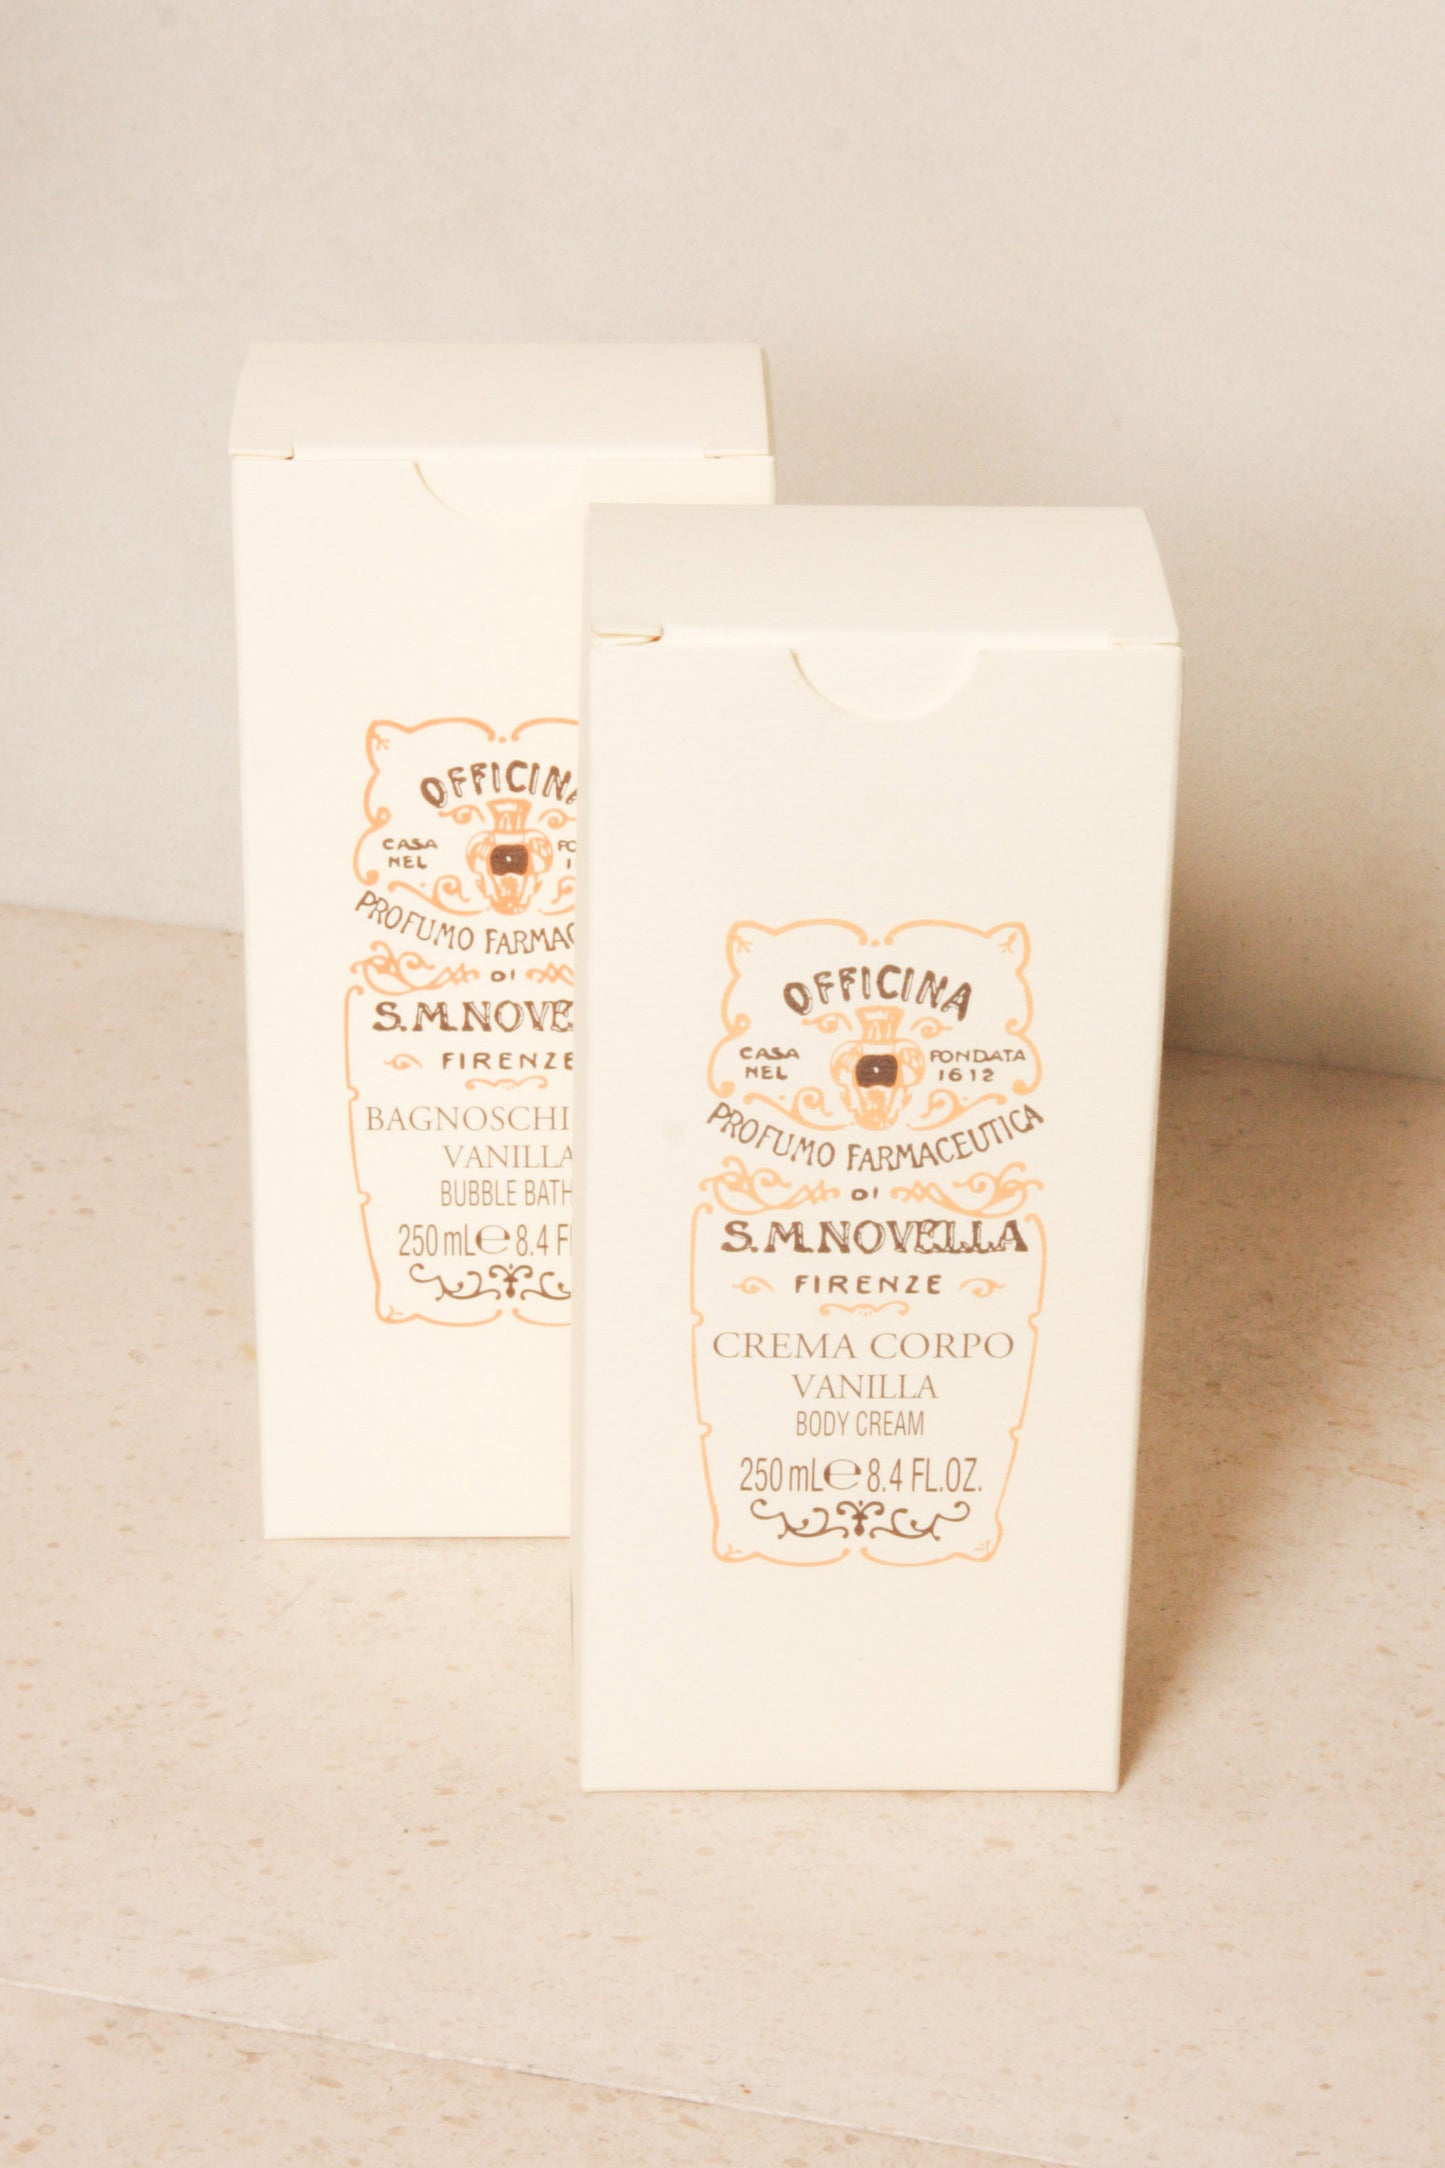 OFFICINA
CASA
NEL
PROFUMO FARMAC
DI
S.M.NOVE
FIRENZE
BAGNOSCHI
VANILLA
BUBBLE BATH
250 mL ℮ 8.4 F
OFFICINA
CASA FONDATA
NEL 1612
PROFUMO FARMACEUTICA
DI
S.M.NOVELLA
FIRENZE
CREMA CORPO
VANILLA
BODY CREAM
250 mL ℮ 8.4 FL.OZ.